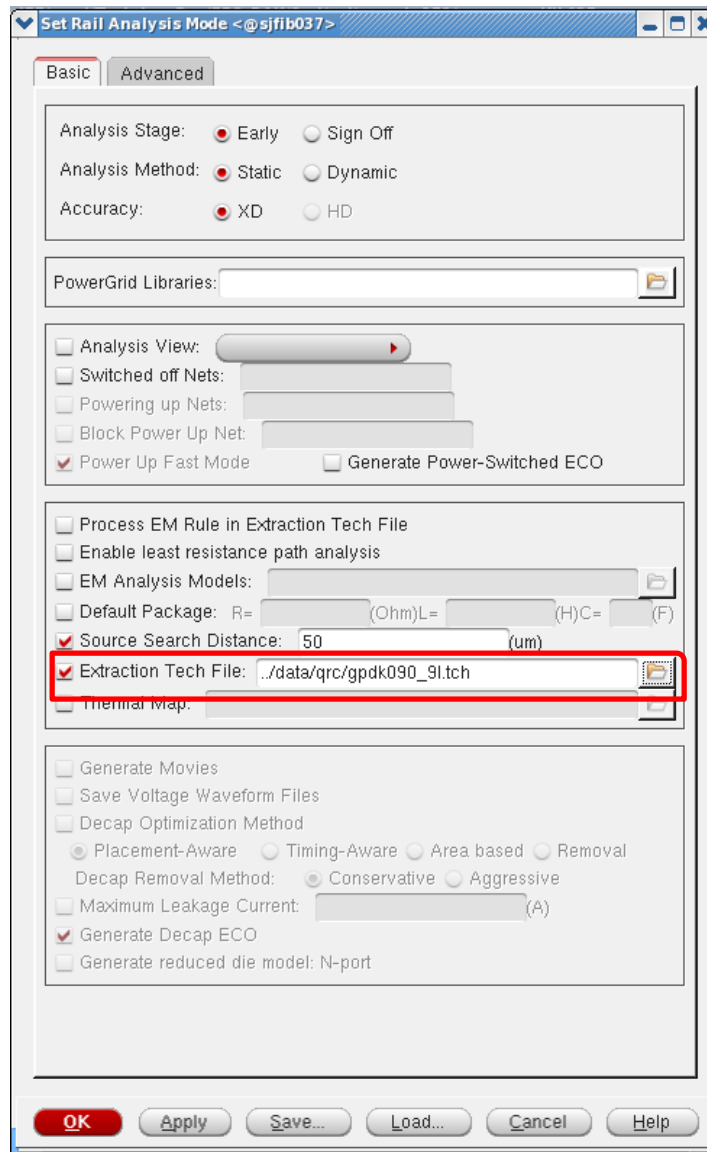 Set Rail Analysis Mode <@sjfib037>
Basic Advanced
Analysis Stage: Early Sign Off
Analysis Method: Static Dynamic
Accuracy: XD HD
PowerGrid Libraries:
Analysis View:
Switched off Nets:
Powering up Nets:
Block Power Up Net:
Power Up Fast Mode Generate Power-Switched ECO
Process EM Rule in Extraction Tech File
Enable least resistance path analysis
EM Analysis Models:
Default Package: R= (Ohm)L= (H)C= (F)
Source Search Distance: 50 (um)
Extraction Tech File: ../data/qrc/gpdk090_9l.tch
Thermal Map:
Generate Movies
Save Voltage Waveform Files
Decap Optimization Method
Placement-Aware Timing-Aware Area based Removal
Decap Removal Method: Conservative Aggressive
Maximum Leakage Current: (A)
Generate Decap ECO
Generate reduced die model: N-port
OK Apply Save... Load... Cancel Help